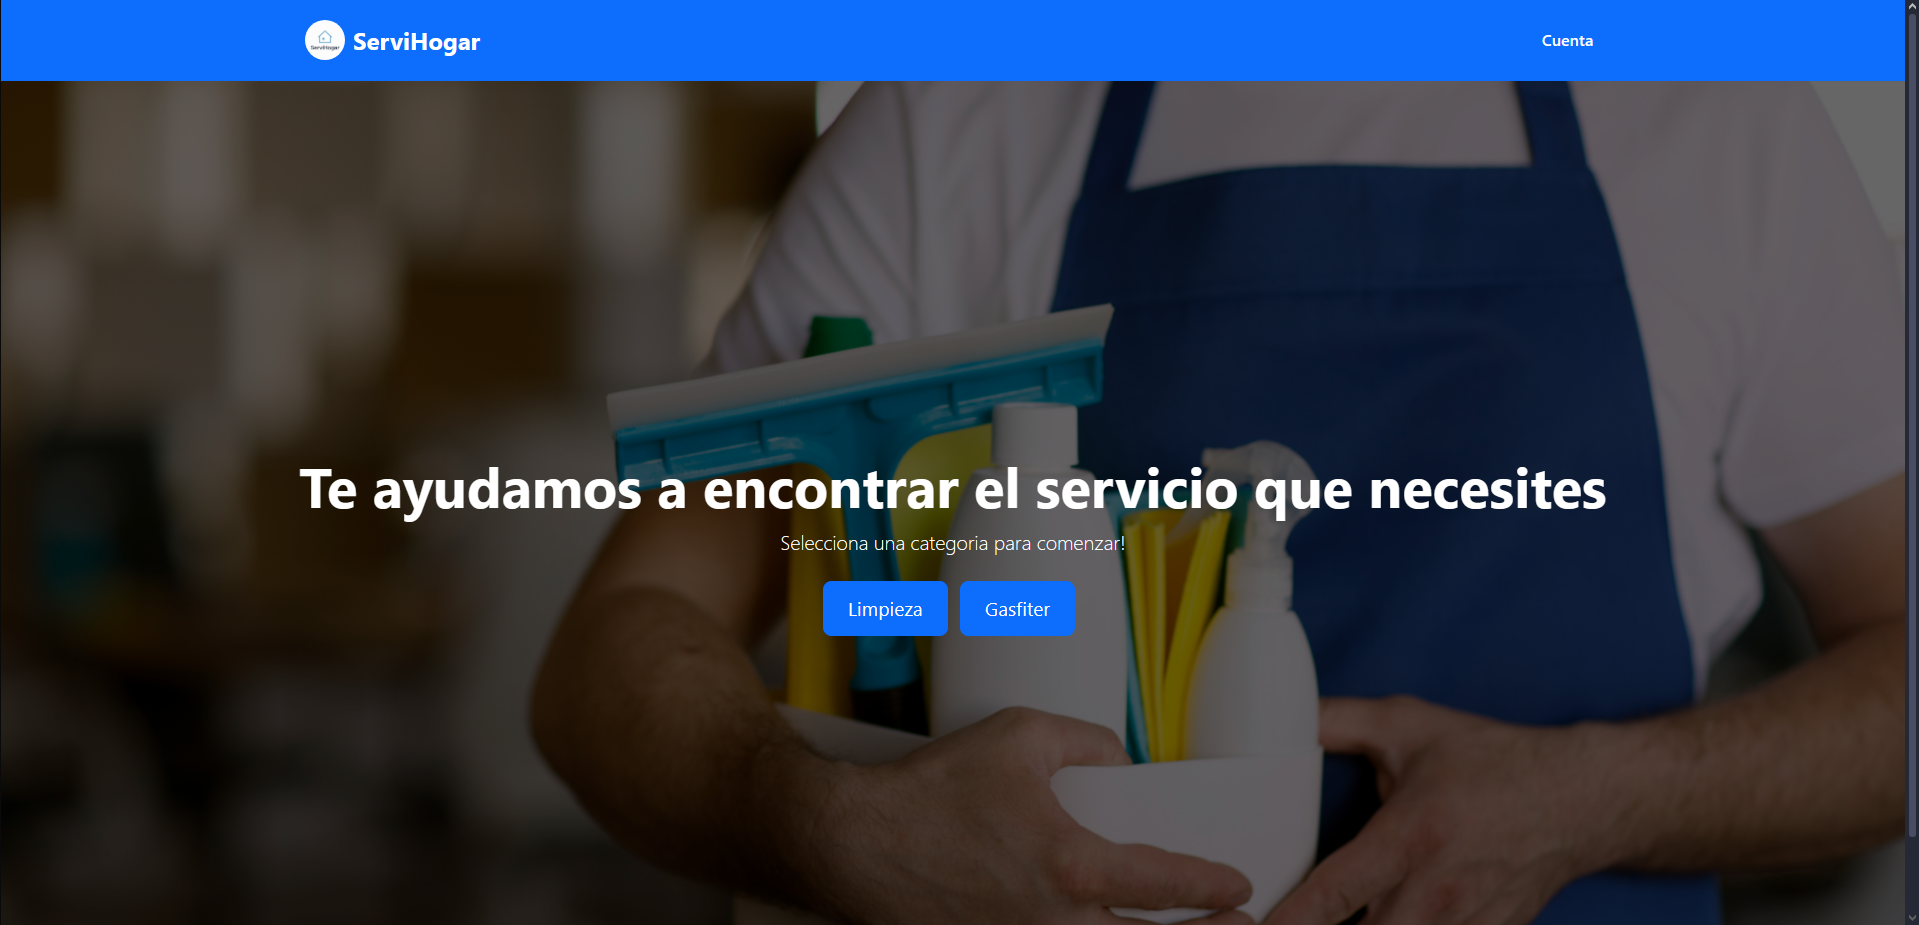 ServiHogar
ServiHogar
Cuenta
Te ayudamos a encontrar el servicio que necesites
Selecciona una categoria para comenzar!
Limpieza
Gasfiter